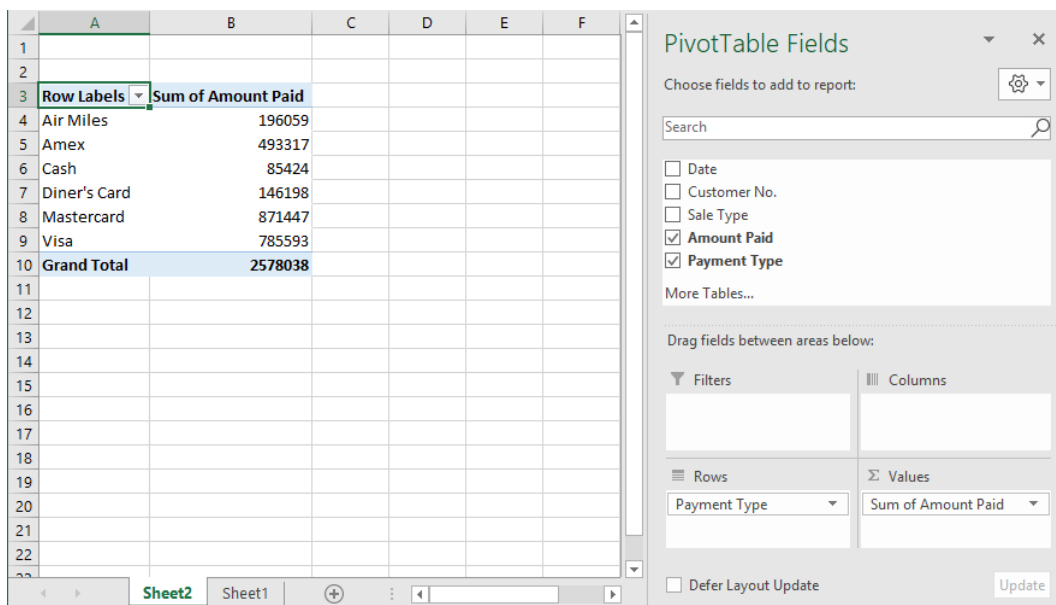 A B C D E F
1
2
3 Row Labels Sum of Amount Paid
4 Air Miles 196059
5 Amex 493317
6 Cash 85424
7 Diner's Card 146198
8 Mastercard 871447
9 Visa 785593
10 Grand Total 2578038
11
12
13
14
15
16
17
18
19
20
21
22
Sheet2 Sheet1
PivotTable Fields
Choose fields to add to report:
Search
Date
Customer No.
Sale Type
Amount Paid
Payment Type
More Tables...
Drag fields between areas below:
Filters Columns
Rows Σ Values
Payment Type Sum of Amount Paid
Defer Layout Update Update